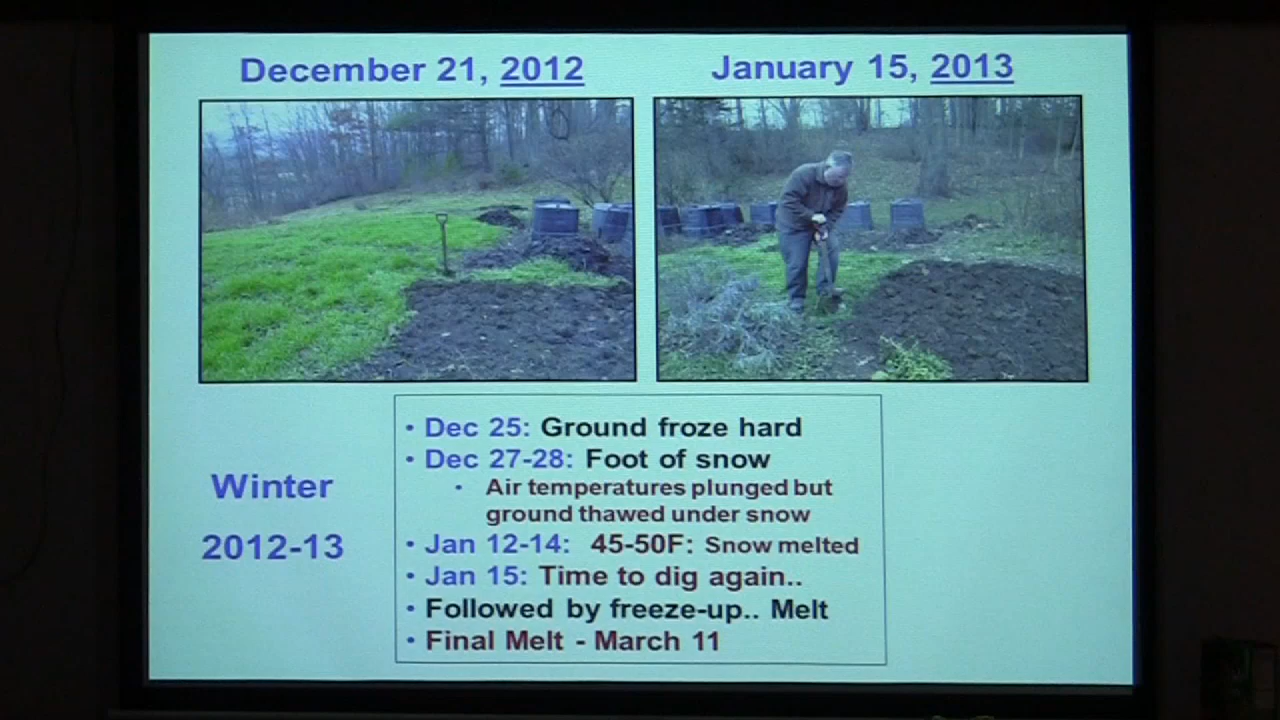 December 21, 2012
January 15, 2013
Winter
2012-13
• Dec 25: Ground froze hard
• Dec 27-28: Foot of snow
• Air temperatures plunged but
ground thawed under snow
• Jan 12-14: 45-50F: Snow melted
• Jan 15: Time to dig again..
• Followed by freeze-up.. Melt
• Final Melt - March 11